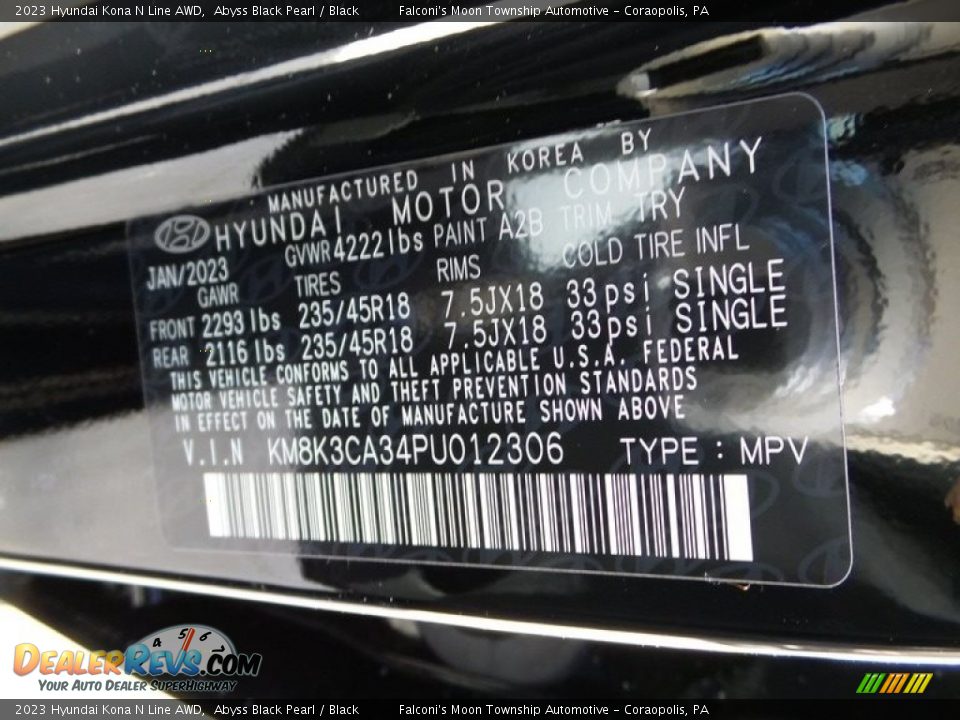 2023 Hyundai Kona N Line AWD, Abyss Black Pearl / Black Falconi's Moon Township Automotive - Coraopolis, PA
MANUFACTURED IN KOREA BY
HYUNDAI MOTOR COMPANY
JAN/2023 GVWR 4222 lbs PAINT A2B TRIM TRY
GAWR TIRES RIMS COLD TIRE INFL
FRONT 2293 lbs 235/45R18 7.5JX18 33psi SINGLE
REAR 2116 lbs 235/45R18 7.5JX18 33psi SINGLE
THIS VEHICLE CONFORMS TO ALL APPLICABLE U.S.A. FEDERAL
MOTOR VEHICLE SAFETY AND THEFT PREVENTION STANDARDS
IN EFFECT ON THE DATE OF MANUFACTURE SHOWN ABOVE
V.I.N KM8K3CA34PU012306 TYPE : MPV
4 5 6
DEALERREVS.COM
YOUR AUTO DEALER SUPERHIGHWAY
2023 Hyundai Kona N Line AWD, Abyss Black Pearl / Black Falconi's Moon Township Automotive - Coraopolis, PA